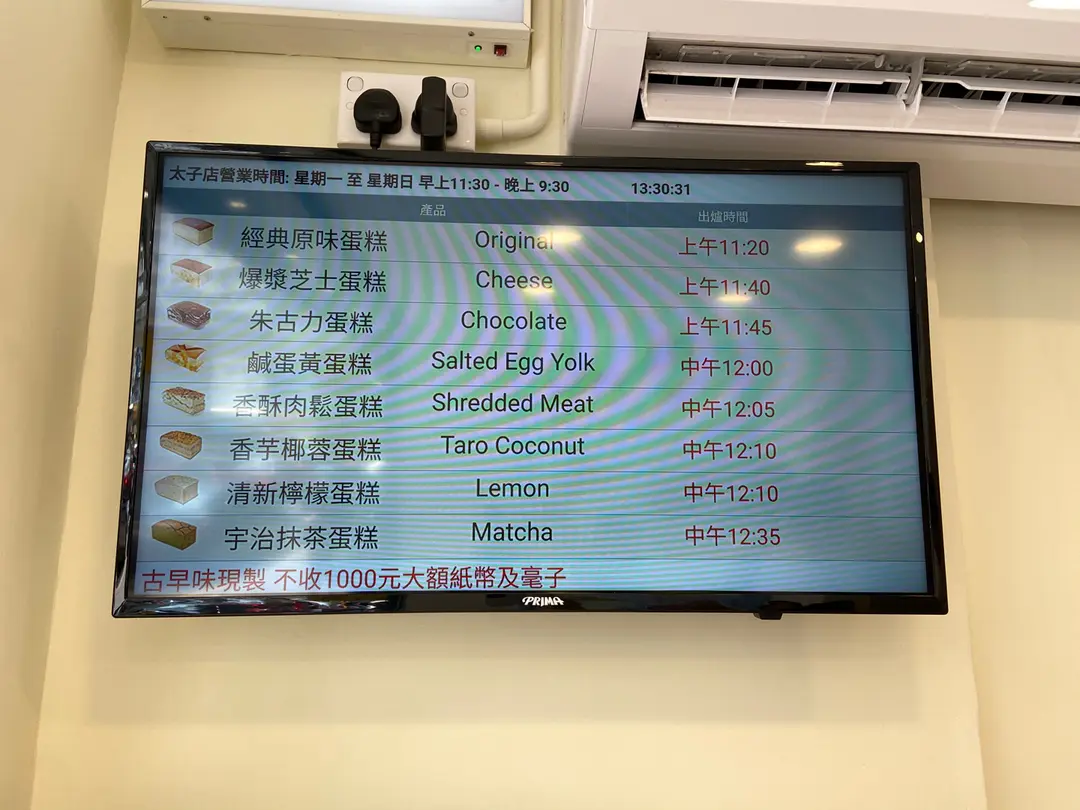 太子店營業時間: 星期一 至 星期日 早上11:30 - 晚上 9:30 13:30:31
產品 出爐時間
經典原味蛋糕 Original 上午11:20
爆漿芝士蛋糕 Cheese 上午11:40
朱古力蛋糕 Chocolate 上午11:45
鹹蛋黃蛋糕 Salted Egg Yolk 中午12:00
香酥肉鬆蛋糕 Shredded Meat 中午12:05
香芋椰蓉蛋糕 Taro Coconut 中午12:10
清新檸檬蛋糕 Lemon 中午12:10
宇治抹茶蛋糕 Matcha 中午12:35
古早味現製 不收1000元大額紙幣及毫子
PRIMA